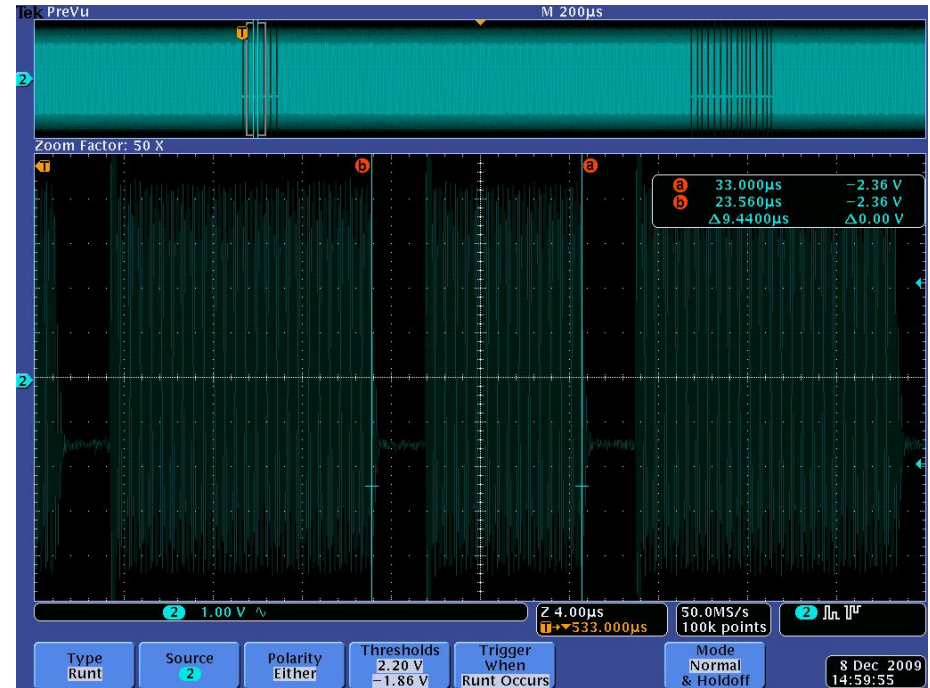 Tek PreVu M 200µs
T
2
Zoom Factor: 50 X
T b a
a 33.000µs −2.36 V
b 23.560µs −2.36 V
Δ9.4400µs Δ0.00 V
2
2 1.00 V ∿ Z 4.00µs 50.0MS/s 2
T→▼533.000µs 100k points
Type Source Polarity Thresholds Trigger Mode
Runt 2 Either 2.20 V When Normal
−1.86 V Runt Occurs & Holdoff
8 Dec 2009
14:59:55